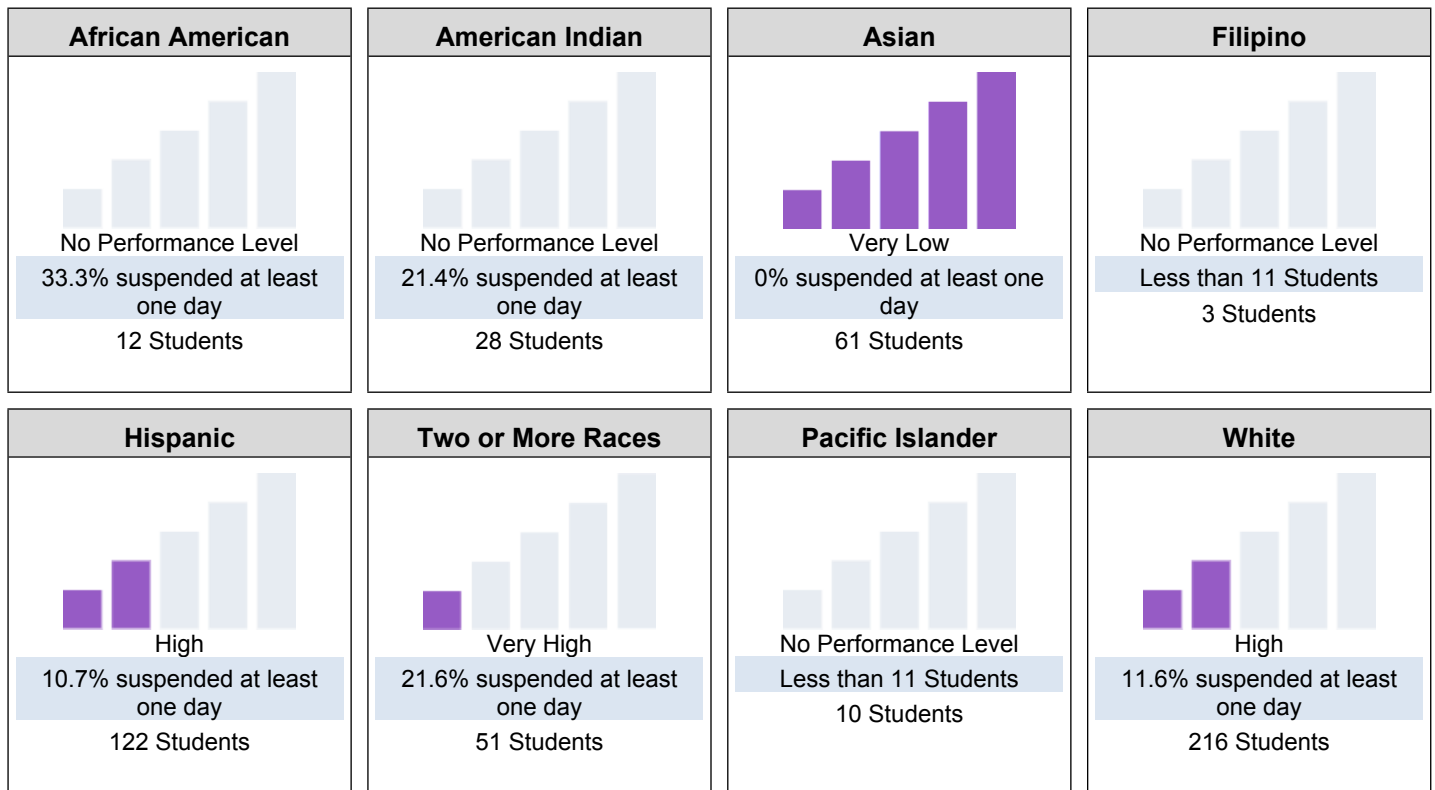 African American
No Performance Level
33.3% suspended at least
one day
12 Students
American Indian
No Performance Level
21.4% suspended at least
one day
28 Students
Asian
Very Low
0% suspended at least one
day
61 Students
Filipino
No Performance Level
Less than 11 Students
3 Students
Hispanic
High
10.7% suspended at least
one day
122 Students
Two or More Races
Very High
21.6% suspended at least
one day
51 Students
Pacific Islander
No Performance Level
Less than 11 Students
10 Students
White
High
11.6% suspended at least
one day
216 Students